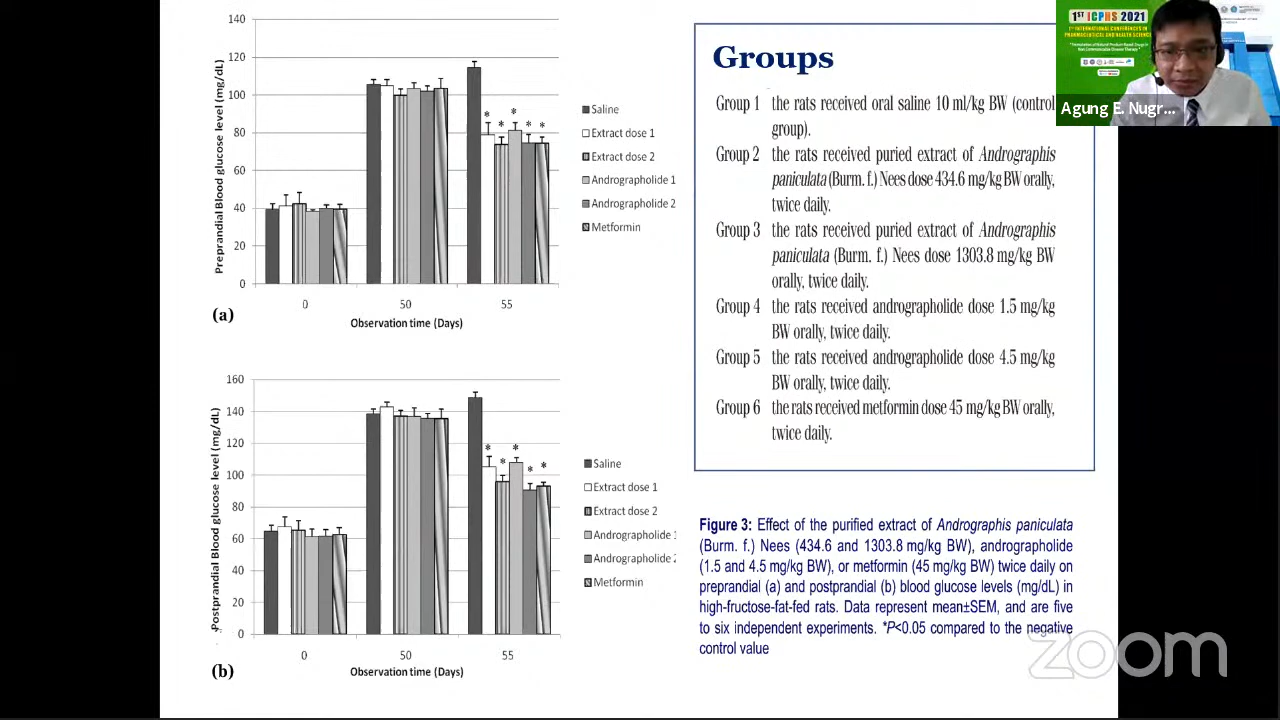 140
120
100
80
60
40
20
0
Preprandial Blood glucose level (mg/dL)
0 50 55
Observation time (Days)
(a)
* * * * *
Saline
Extract dose 1
Extract dose 2
Andrographolide 1
Andrographolide 2
Metformin
160
140
120
100
80
60
40
20
0
Postprandial Blood glucose level (mg/dL)
0 50 55
Observation time (Days)
(b)
* * * * *
Saline
Extract dose 1
Extract dose 2
Andrographolide
Andrographolide
Metformin
Groups
Group 1 the rats received oral saline 10 ml/kg BW (control
group).
Group 2 the rats received puried extract of Andrographis
paniculata (Burm. f.) Nees dose 434.6 mg/kg BW orally,
twice daily.
Group 3 the rats received puried extract of Andrographis
paniculata (Burm. f.) Nees dose 1303.8 mg/kg BW
orally, twice daily.
Group 4 the rats received andrographolide dose 1.5 mg/kg
BW orally, twice daily.
Group 5 the rats received andrographolide dose 4.5 mg/kg
BW orally, twice daily.
Group 6 the rats received metformin dose 45 mg/kg BW orally,
twice daily.
Figure 3: Effect of the purified extract of Andrographis paniculata
(Burm. f.) Nees (434.6 and 1303.8 mg/kg BW), andrographolide
(1.5 and 4.5 mg/kg BW), or metformin (45 mg/kg BW) twice daily on
preprandial (a) and postprandial (b) blood glucose levels (mg/dL) in
high-fructose-fat-fed rats. Data represent mean±SEM, and are five
to six independent experiments. *P<0.05 compared to the negative
control value
1ST ICPHS 2021
Agung E. Nugr...
zoom